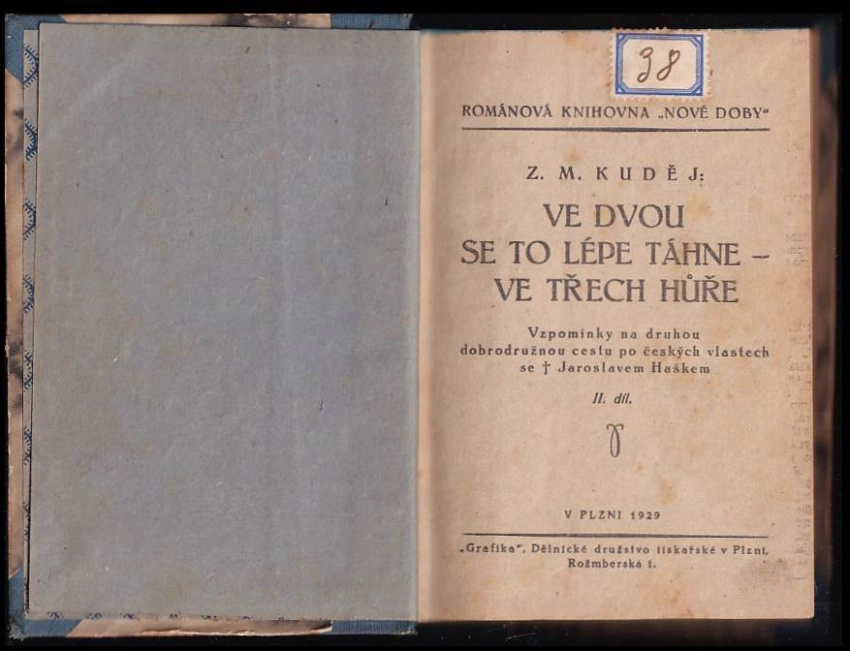 38
ROMÁNOVÁ KNIHOVNA „NOVÉ DOBY“
Z. M. KUDĚJ:
VE DVOU
SE TO LÉPE TÁHNE –
VE TŘECH HŮŘE
Vzpomínky na druhou
dobrodružnou cestu po českých vlastech
se † Jaroslavem Haškem
II. díl.
V PLZNI 1929
„Grafika“, Dělnické družstvo tiskařské v Plzni,
Rožmberská 1.